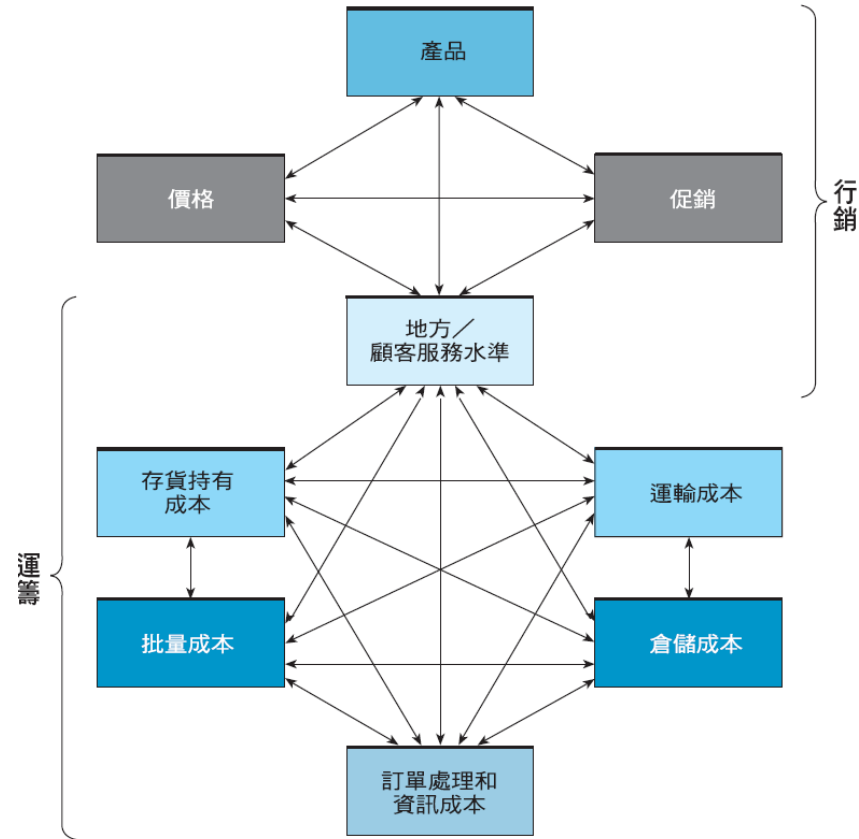 產品
價格
促銷
行銷
地方／
顧客服務水準
存貨持有
成本
運輸成本
運籌
批量成本
倉儲成本
訂單處理和
資訊成本